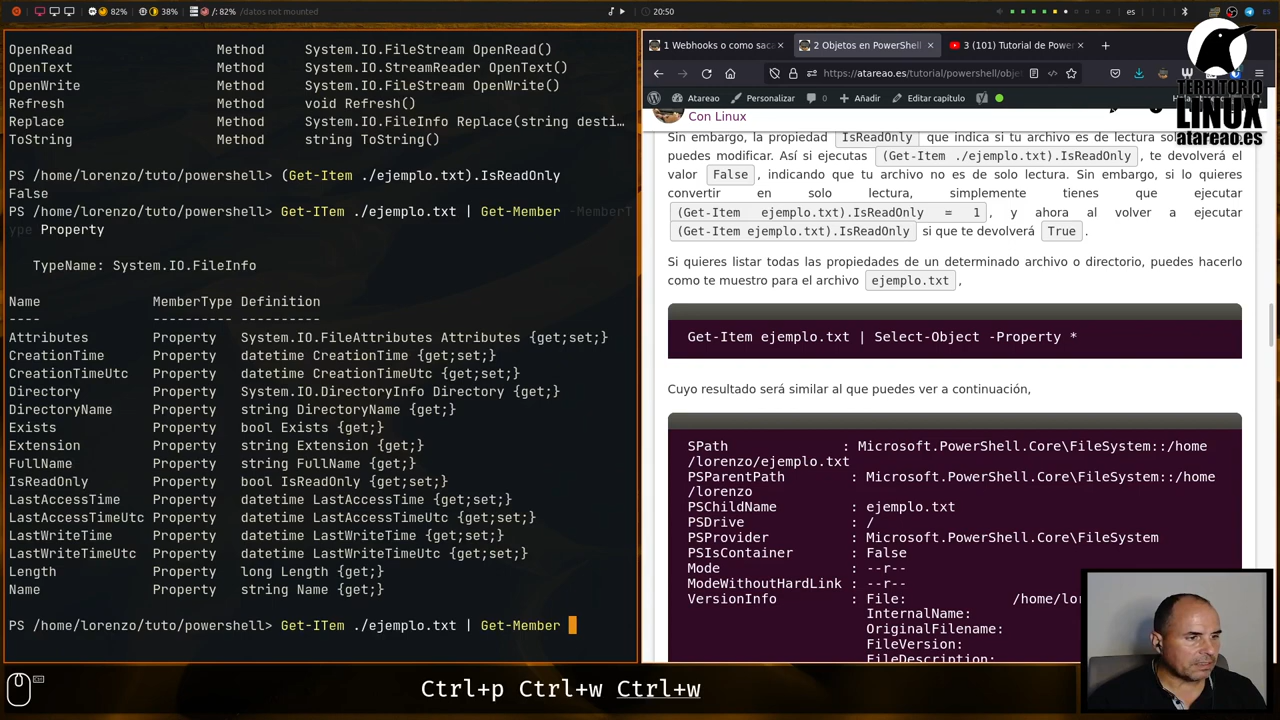 82% 38% /: 82% /datos not mounted
20:50
es
ES
OpenRead Method System.IO.FileStream OpenRead()
OpenText Method System.IO.StreamReader OpenText()
OpenWrite Method System.IO.FileStream OpenWrite()
Refresh Method void Refresh()
Replace Method System.IO.FileInfo Replace(string desti…
ToString Method string ToString()
PS /home/lorenzo/tuto/powershell> (Get-Item ./ejemplo.txt).IsReadOnly
False
PS /home/lorenzo/tuto/powershell> Get-ITem ./ejemplo.txt | Get-Member -MemberT
ype Property
TypeName: System.IO.FileInfo
Name MemberType Definition
---- ---------- ----------
Attributes Property System.IO.FileAttributes Attributes {get;set;}
CreationTime Property datetime CreationTime {get;set;}
CreationTimeUtc Property datetime CreationTimeUtc {get;set;}
Directory Property System.IO.DirectoryInfo Directory {get;}
DirectoryName Property string DirectoryName {get;}
Exists Property bool Exists {get;}
Extension Property string Extension {get;}
FullName Property string FullName {get;}
IsReadOnly Property bool IsReadOnly {get;set;}
LastAccessTime Property datetime LastAccessTime {get;set;}
LastAccessTimeUtc Property datetime LastAccessTimeUtc {get;set;}
LastWriteTime Property datetime LastWriteTime {get;set;}
LastWriteTimeUtc Property datetime LastWriteTimeUtc {get;set;}
Length Property long Length {get;}
Name Property string Name {get;}
PS /home/lorenzo/tuto/powershell> Get-ITem ./ejemplo.txt | Get-Member
1 Webhooks o como saca × 2 Objetos en PowerShell × 3 (101) Tutorial de Powe × +
https://atareao.es/tutorial/powershell/obje
Atareao Personalizar 0 Añadir Editar capítulo
TERRITORIO
LINUX
atareao.es
Con Linux
Sin embargo, la propiedad IsReadOnly que indica si tu archivo es de lectura solo
puedes modificar. Así si ejecutas (Get-Item ./ejemplo.txt).IsReadOnly , te devolverá el
valor False , indicando que tu archivo no es de solo lectura. Sin embargo, si lo quieres
convertir en solo lectura, simplemente tienes que ejecutar
(Get-Item ejemplo.txt).IsReadOnly = 1 , y ahora al volver a ejecutar
(Get-Item ejemplo.txt).IsReadOnly si que te devolverá True .
Si quieres listar todas las propiedades de un determinado archivo o directorio, puedes hacerlo
como te muestro para el archivo ejemplo.txt ,
Get-Item ejemplo.txt | Select-Object -Property *
Cuyo resultado será similar al que puedes ver a continuación,
SPath : Microsoft.PowerShell.Core\FileSystem::/home
/lorenzo/ejemplo.txt
PSParentPath : Microsoft.PowerShell.Core\FileSystem::/home
/lorenzo
PSChildName : ejemplo.txt
PSDrive : /
PSProvider : Microsoft.PowerShell.Core\FileSystem
PSIsContainer : False
Mode : --r--
ModeWithoutHardLink : --r--
VersionInfo : File: /home/lor
InternalName:
OriginalFilename:
FileVersion:
FileDescription:
Ctrl+p Ctrl+w Ctrl+w